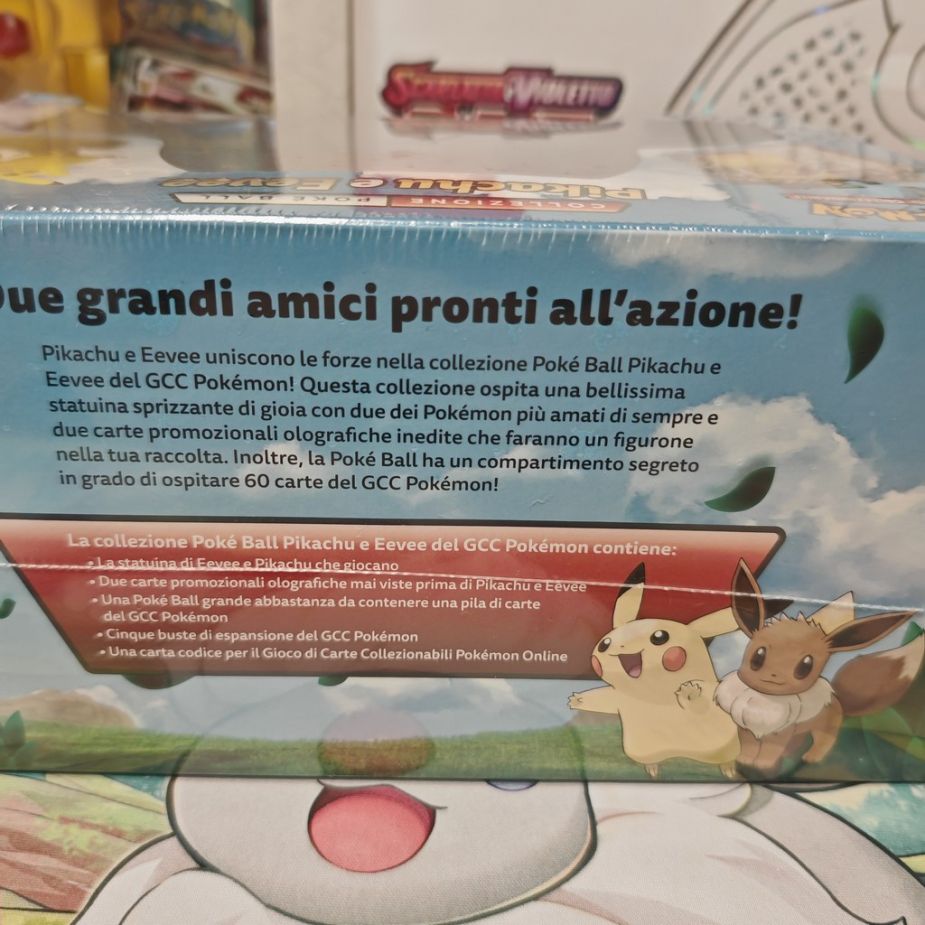 SCARLATTO e VIOLETTO
Pikachu e Eevee
COLLEZIONE POKÉ BALL
ue grandi amici pronti all'azione!
Pikachu e Eevee uniscono le forze nella collezione Poké Ball Pikachu e
Eevee del GCC Pokémon! Questa collezione ospita una bellissima
statuina sprizzante di gioia con due dei Pokémon più amati di sempre e
due carte promozionali olografiche inedite che faranno un figurone
nella tua raccolta. Inoltre, la Poké Ball ha un compartimento segreto
in grado di ospitare 60 carte del GCC Pokémon!
La collezione Poké Ball Pikachu e Eevee del GCC Pokémon contiene:
• La statuina di Eevee e Pikachu che giocano
• Due carte promozionali olografiche mai viste prima di Pikachu e Eevee
• Una Poké Ball grande abbastanza da contenere una pila di carte
del GCC Pokémon
• Cinque buste di espansione del GCC Pokémon
• Una carta codice per il Gioco di Carte Collezionabili Pokémon Online